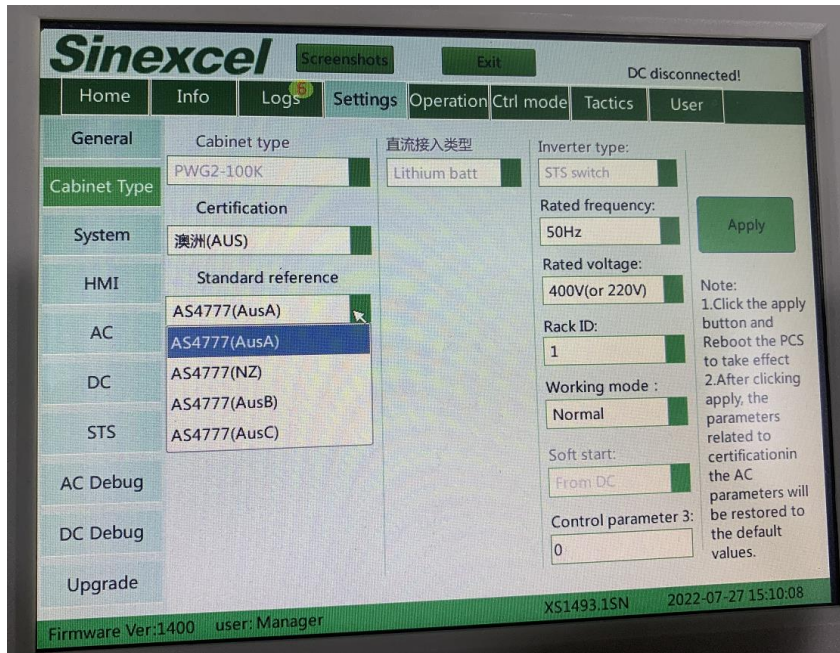 Sinexcel
Screenshots
Exit
DC disconnected!
Home
Info
Logs
6
Settings
Operation
Ctrl mode
Tactics
User
General
Cabinet Type
System
HMI
AC
DC
STS
AC Debug
DC Debug
Upgrade
Cabinet type
PWG2-100K
Certification
澳洲(AUS)
Standard reference
AS4777(AusA)
AS4777(AusA)
AS4777(NZ)
AS4777(AusB)
AS4777(AusC)
直流接入类型
Lithium batt
Inverter type:
STS switch
Rated frequency:
50Hz
Rated voltage:
400V(or 220V)
Rack ID:
1
Working mode :
Normal
Soft start:
From DC
Control parameter 3:
0
Apply
Note:
1.Click the apply
button and
Reboot the PCS
to take effect
2.After clicking
apply, the
parameters
related to
certificationin
the AC
parameters will
be restored to
the default
values.
Firmware Ver:1400 user: Manager
XS1493.1SN 2022-07-27 15:10:08